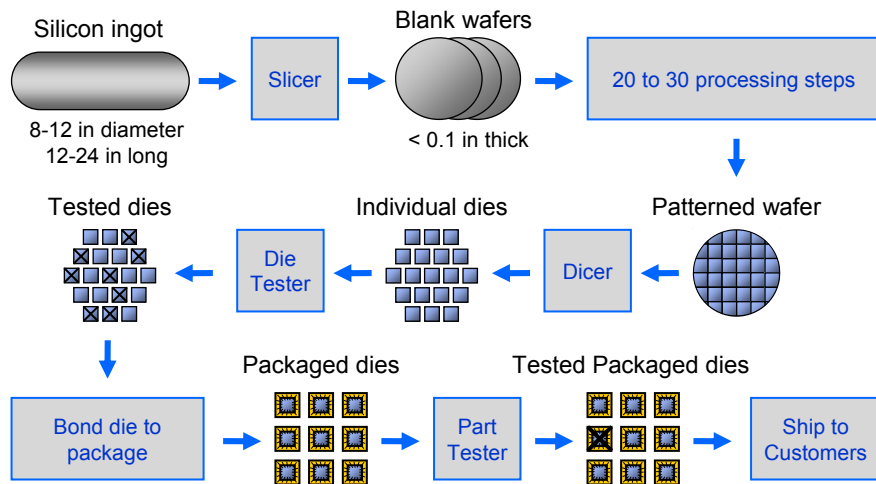 Silicon ingot
Blank wafers
Slicer
20 to 30 processing steps
8-12 in diameter
12-24 in long
< 0.1 in thick
Tested dies
Individual dies
Patterned wafer
Die
Tester
Dicer
Packaged dies
Tested Packaged dies
Bond die to
package
Part
Tester
Ship to
Customers